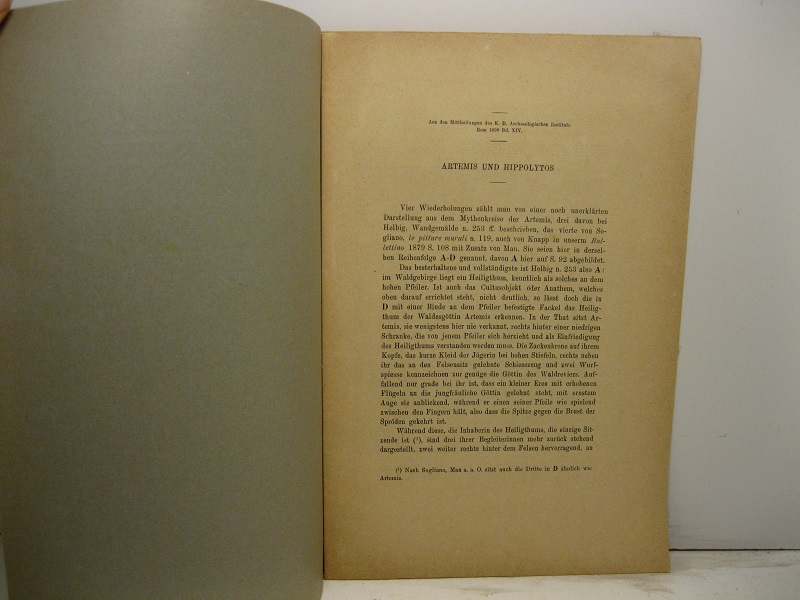 Aus den Mittheilungen des K. D. Archaeologischen Instituts
Rom 1899 Bd. XIV.
ARTEMIS UND HIPPOLYTOS
Vier Wiederholungen zählt man von einer noch unerklärten
Darstellung aus dem Mythenkreise der Artemis, drei davon bei
Helbig, Wandgemälde n. 253 ff. beschrieben, das vierte von So-
gliano, le pitture murali n. 119, auch von Knapp in unserm Bul-
lettino 1879 S. 108 mit Zusatz von Mau. Sie seien hier in dersel-
ben Reihenfolge A-D genannt, davon A hier auf S. 92 abgebildet.
Das besterhaltene und vollständigste ist Helbig n. 253 also A:
im Waldgebirge liegt ein Heiligthum, kenntlich als solches an dem
hohen Pfeiler. Ist auch das Cultusobjekt oder Anathem, welches
oben darauf errichtet steht, nicht deutlich, so lässt doch die in
D mit einer Binde an dem Pfeiler befestigte Fackel das Heilig-
thum der Waldesgöttin Artemis erkennen. In der That sitzt Ar-
temis, sie wenigstens hier nie verkannt, rechts hinter einer niedrigen
Schranke, die von jenem Pfeiler sich herzieht und als Einfriedigung
des Heiligthums verstanden werden muss. Die Zackenkrone auf ihrem
Kopfe, das kurze Kleid der Jägerin bei hohen Stiefeln, rechts neben
ihr das an den Felsensitz gelehnte Schiesszeug und zwei Wurf-
spiesse kennzeichnen zur genüge die Göttin des Waldreviers. Auf-
fallend nur grade bei ihr ist, dass ein kleiner Eros mit erhobenen
Flügeln an die jungfräuliche Göttin gelehnt steht, mit ernstem
Auge sie anblickend, während er einen seiner Pfeile wie spielend
zwischen den Fingern hält, also dass die Spitze gegen die Brust der
Spröden gekehrt ist.
Während diese, die Inhaberin des Heiligthums, die einzige Sit-
zende ist (¹), sind drei ihrer Begleiterinnen mehr zurück stehend
dargestellt, zwei weiter rechts hinter dem Felsen hervorragend, an
(¹) Nach Sogliano, Mau a. a. O. sitzt auch die Dritte in D ähnlich wie
Artemis.